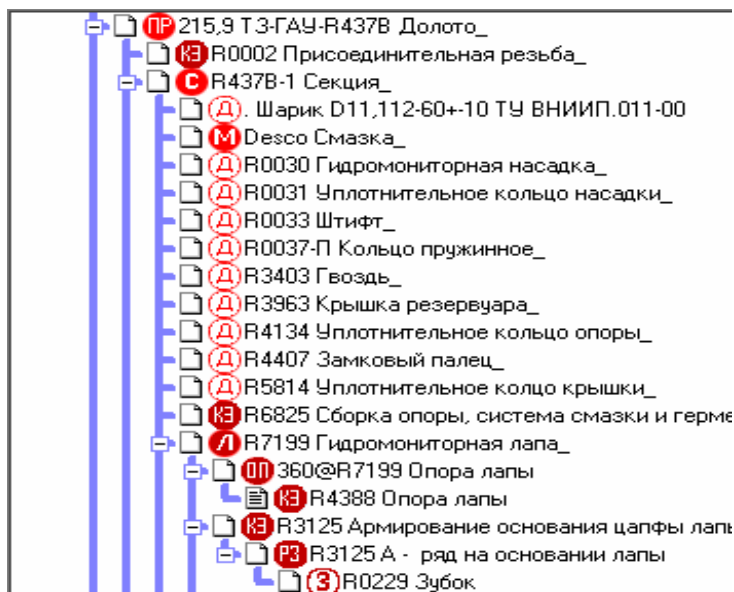 ПР 215,9 ТЗ-ГАУ-R437В Долото_
КЭ R0002 Присоединительная резьба_
С R437В-1 Секция_
Д . Шарик D11,112-60+-10 ТУ ВНИИП.011-00
М Desco Смазка_
Д R0030 Гидромониторная насадка_
Д R0031 Уплотнительное кольцо насадки_
Д R0033 Штифт_
Д R0037-П Кольцо пружинное_
Д R3403 Гвоздь_
Д R3963 Крышка резервуара_
Д R4134 Уплотнительное кольцо опоры_
Д R4407 Замковый палец_
Д R5814 Уплотнительное колцо крышки_
КЭ R6825 Сборка опоры, система смазки и герме
Л R7199 Гидромониторная лапа_
ОП 360@R7199 Опора лапы
КЭ R4388 Опора лапы
КЭ R3125 Армирование основания цапфы лапы
РЗ R3125 А - ряд на основании лапы
З R0229 Зубок